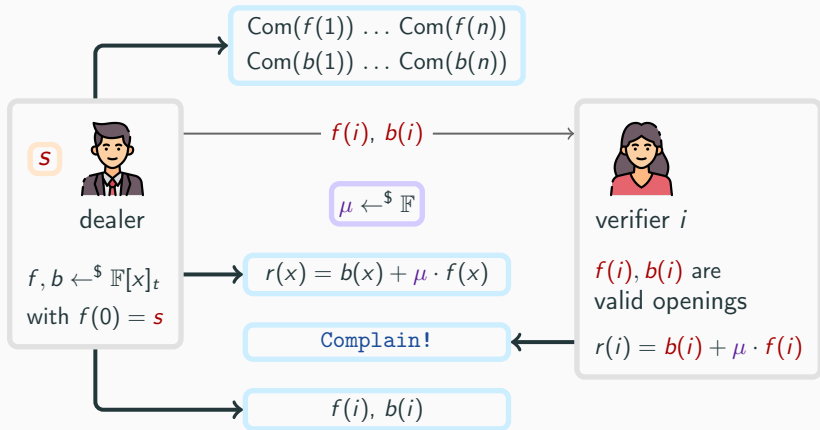 Com(f(1)) … Com(f(n))
Com(b(1)) … Com(b(n))
s
dealer
f, b ←$ 𝔽[x]ₜ
with f(0) = s
f(i), b(i)
μ ←$ 𝔽
r(x) = b(x) + μ · f(x)
Complain!
f(i), b(i)
verifier i
f(i), b(i) are
valid openings
r(i) = b(i) + μ · f(i)